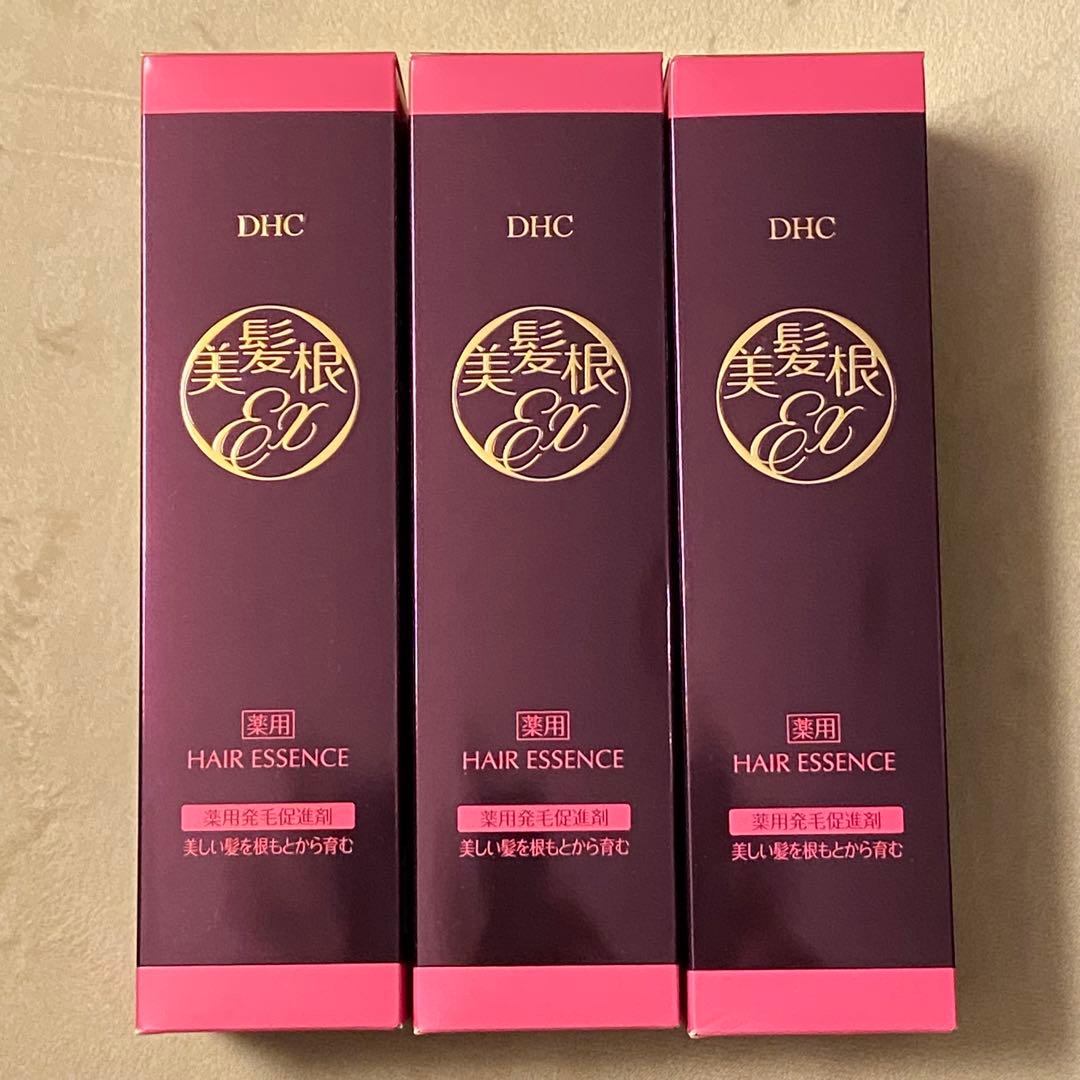 DHC
美髪根
Ex
薬用
HAIR ESSENCE
薬用発毛促進剤
美しい髪を根もとから育む
DHC
美髪根
Ex
薬用
HAIR ESSENCE
薬用発毛促進剤
美しい髪を根もとから育む
DHC
美髪根
Ex
薬用
HAIR ESSENCE
薬用発毛促進剤
美しい髪を根もとから育む